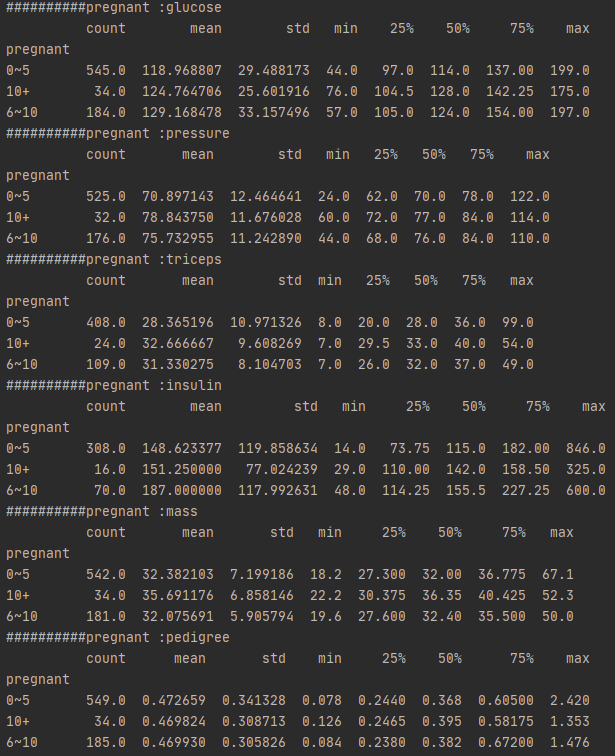 ##########pregnant :glucose
count mean std min 25% 50% 75% max
pregnant
0~5 545.0 118.968807 29.488173 44.0 97.0 114.0 137.00 199.0
10+ 34.0 124.764706 25.601916 76.0 104.5 128.0 142.25 175.0
6~10 184.0 129.168478 33.157496 57.0 105.0 124.0 154.00 197.0
##########pregnant :pressure
count mean std min 25% 50% 75% max
pregnant
0~5 525.0 70.897143 12.464641 24.0 62.0 70.0 78.0 122.0
10+ 32.0 78.843750 11.676028 60.0 72.0 77.0 84.0 114.0
6~10 176.0 75.732955 11.242890 44.0 68.0 76.0 84.0 110.0
##########pregnant :triceps
count mean std min 25% 50% 75% max
pregnant
0~5 408.0 28.365196 10.971326 8.0 20.0 28.0 36.0 99.0
10+ 24.0 32.666667 9.608269 7.0 29.5 33.0 40.0 54.0
6~10 109.0 31.330275 8.104703 7.0 26.0 32.0 37.0 49.0
##########pregnant :insulin
count mean std min 25% 50% 75% max
pregnant
0~5 308.0 148.623377 119.858634 14.0 73.75 115.0 182.00 846.0
10+ 16.0 151.250000 77.024239 29.0 110.00 142.0 158.50 325.0
6~10 70.0 187.000000 117.992631 48.0 114.25 155.5 227.25 600.0
##########pregnant :mass
count mean std min 25% 50% 75% max
pregnant
0~5 542.0 32.382103 7.199186 18.2 27.300 32.00 36.775 67.1
10+ 34.0 35.691176 6.858146 22.2 30.375 36.35 40.425 52.3
6~10 181.0 32.075691 5.905794 19.6 27.600 32.40 35.500 50.0
##########pregnant :pedigree
count mean std min 25% 50% 75% max
pregnant
0~5 549.0 0.472659 0.341328 0.078 0.2440 0.368 0.60500 2.420
10+ 34.0 0.469824 0.308713 0.126 0.2465 0.395 0.58175 1.353
6~10 185.0 0.469930 0.305826 0.084 0.2380 0.382 0.67200 1.476